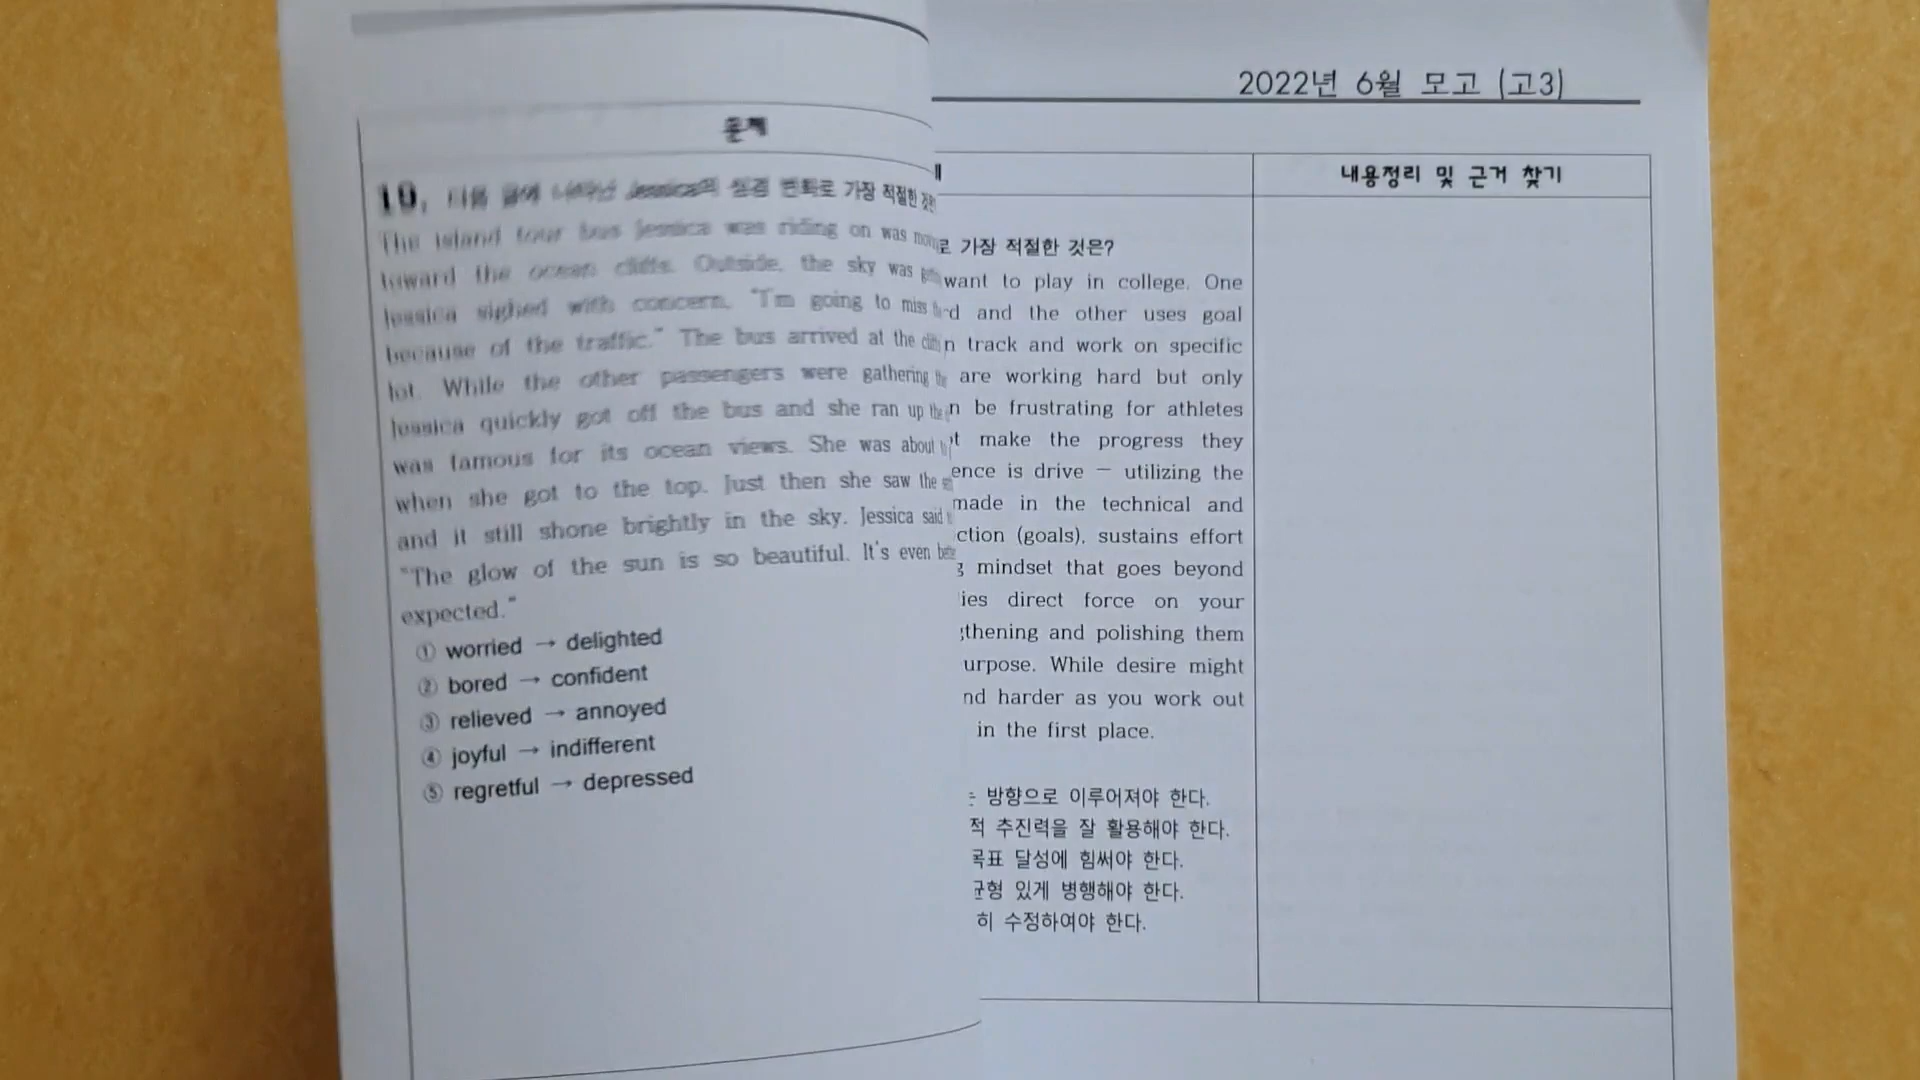 2022년 6월 모고 (고3)
문제
내용정리 및 근거 찾기
19. 다음 글에 나타난 Jessica의 심경 변화로 가장 적절한
The island tour bus Jessica was riding on was
toward the ocean cliffs. Outside, the sky was
Jessica sighed with concern, "I'm going to miss
because of the traffic." The bus arrived at the
lot. While the other passengers were gathering
Jessica quickly got off the bus and she ran up
was famous for its ocean views. She was about
when she got to the top. Just then she saw the
and it still shone brightly in the sky. Jessica said
"The glow of the sun is so beautiful. It's even
expected."
① worried → delighted
② bored → confident
③ relieved → annoyed
④ joyful → indifferent
⑤ regretful → depressed
로 가장 적절한 것은?
want to play in college. One
and the other uses goal
track and work on specific
are working hard but only
be frustrating for athletes
make the progress they
ence is drive — utilizing the
made in the technical and
ction (goals), sustains effort
mindset that goes beyond
ies direct force on your
thening and polishing them
urpose. While desire might
nd harder as you work out
in the first place.
방향으로 이루어져야 한다.
적 추진력을 잘 활용해야 한다.
목표 달성에 힘써야 한다.
균형 있게 병행해야 한다.
히 수정하여야 한다.